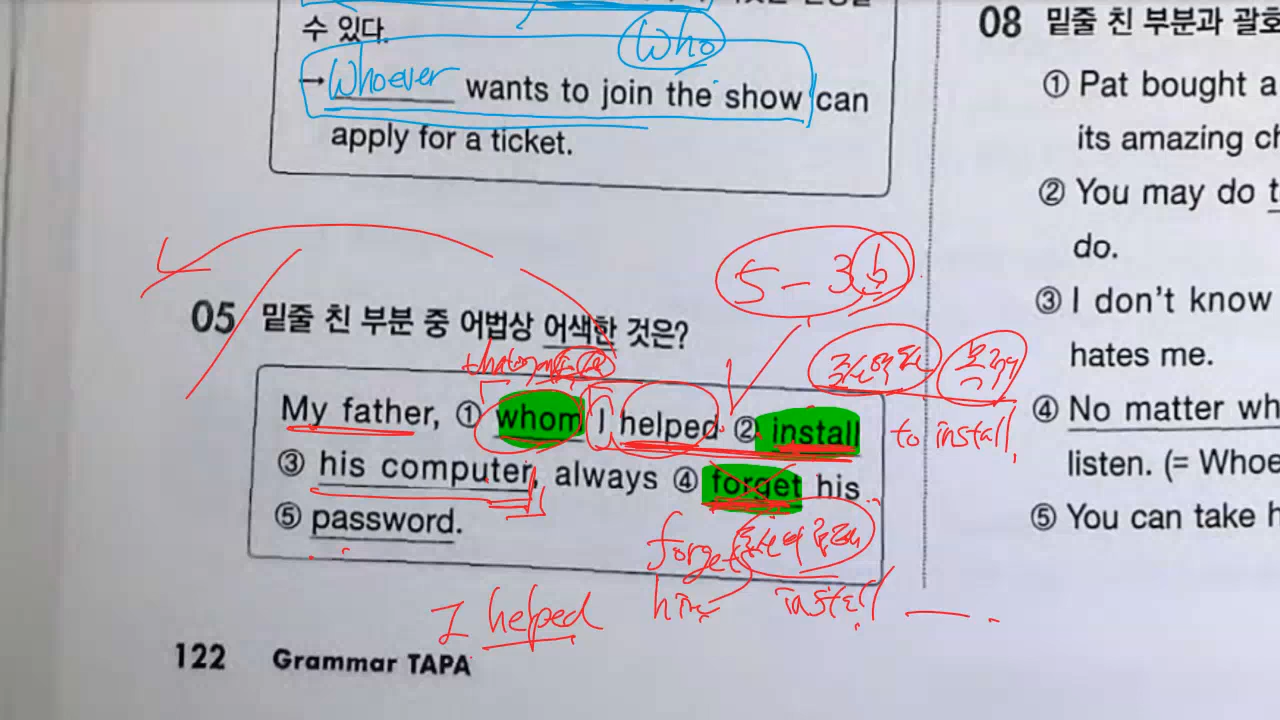 수 있다.
who
→ Whoever wants to join the show can
apply for a ticket.
5-3 b
05 밑줄 친 부분 중 어법상 어색한 것은?
My father, ① whom I helped ② install
to install
③ his computer, always ④ forget his
⑤ password.
forget
him install
I helped
122 Grammar TAPA
08 밑줄 친 부분과 괄호
① Pat bought a
its amazing
② You may do
do.
③ I don't know
hates me.
④ No matter
listen. (=
⑤ You can take